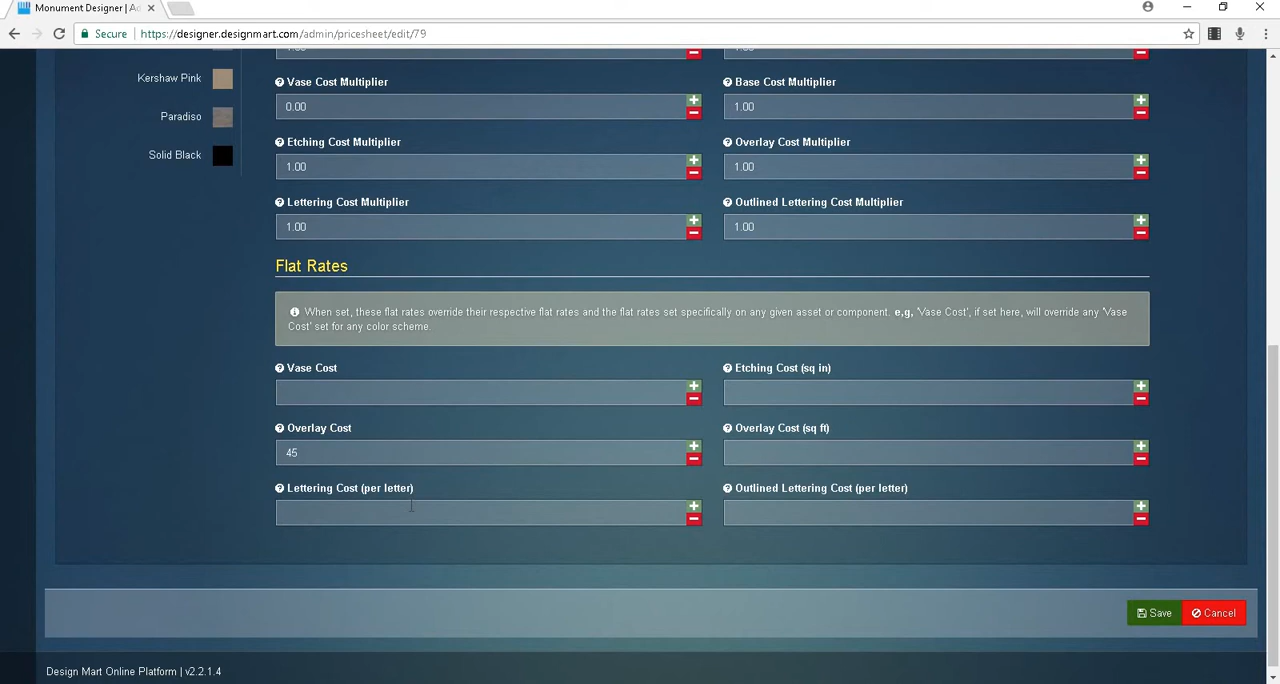 Monument Designer | Ad
Secure | https://designer.designmart.com/admin/pricesheet/edit/79
Kershaw Pink
Paradiso
Solid Black
Vase Cost Multiplier
0.00
Base Cost Multiplier
1.00
Etching Cost Multiplier
1.00
Overlay Cost Multiplier
1.00
Lettering Cost Multiplier
1.00
Outlined Lettering Cost Multiplier
1.00
Flat Rates
When set, these flat rates override their respective flat rates and the flat rates set specifically on any given asset or component. e,g, 'Vase Cost', if set here, will override any 'Vase
Cost' set for any color scheme.
Vase Cost
Etching Cost (sq in)
Overlay Cost
45
Overlay Cost (sq ft)
Lettering Cost (per letter)
Outlined Lettering Cost (per letter)
Save
Cancel
Design Mart Online Platform | v2.2.1.4